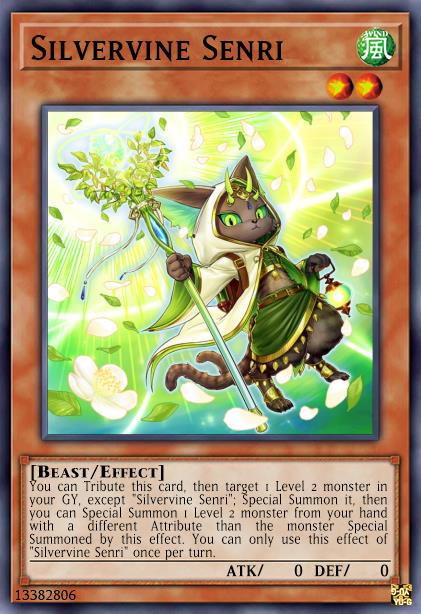 Silvervine Senri
WIND
風
[Beast/Effect]
You can Tribute this card, then target 1 Level 2 monster in
your GY, except "Silvervine Senri"; Special Summon it, then
you can Special Summon 1 Level 2 monster from your hand
with a different Attribute than the monster Special
Summoned by this effect. You can only use this effect of
"Silvervine Senri" once per turn.
ATK/ 0 DEF/ 0
13382806